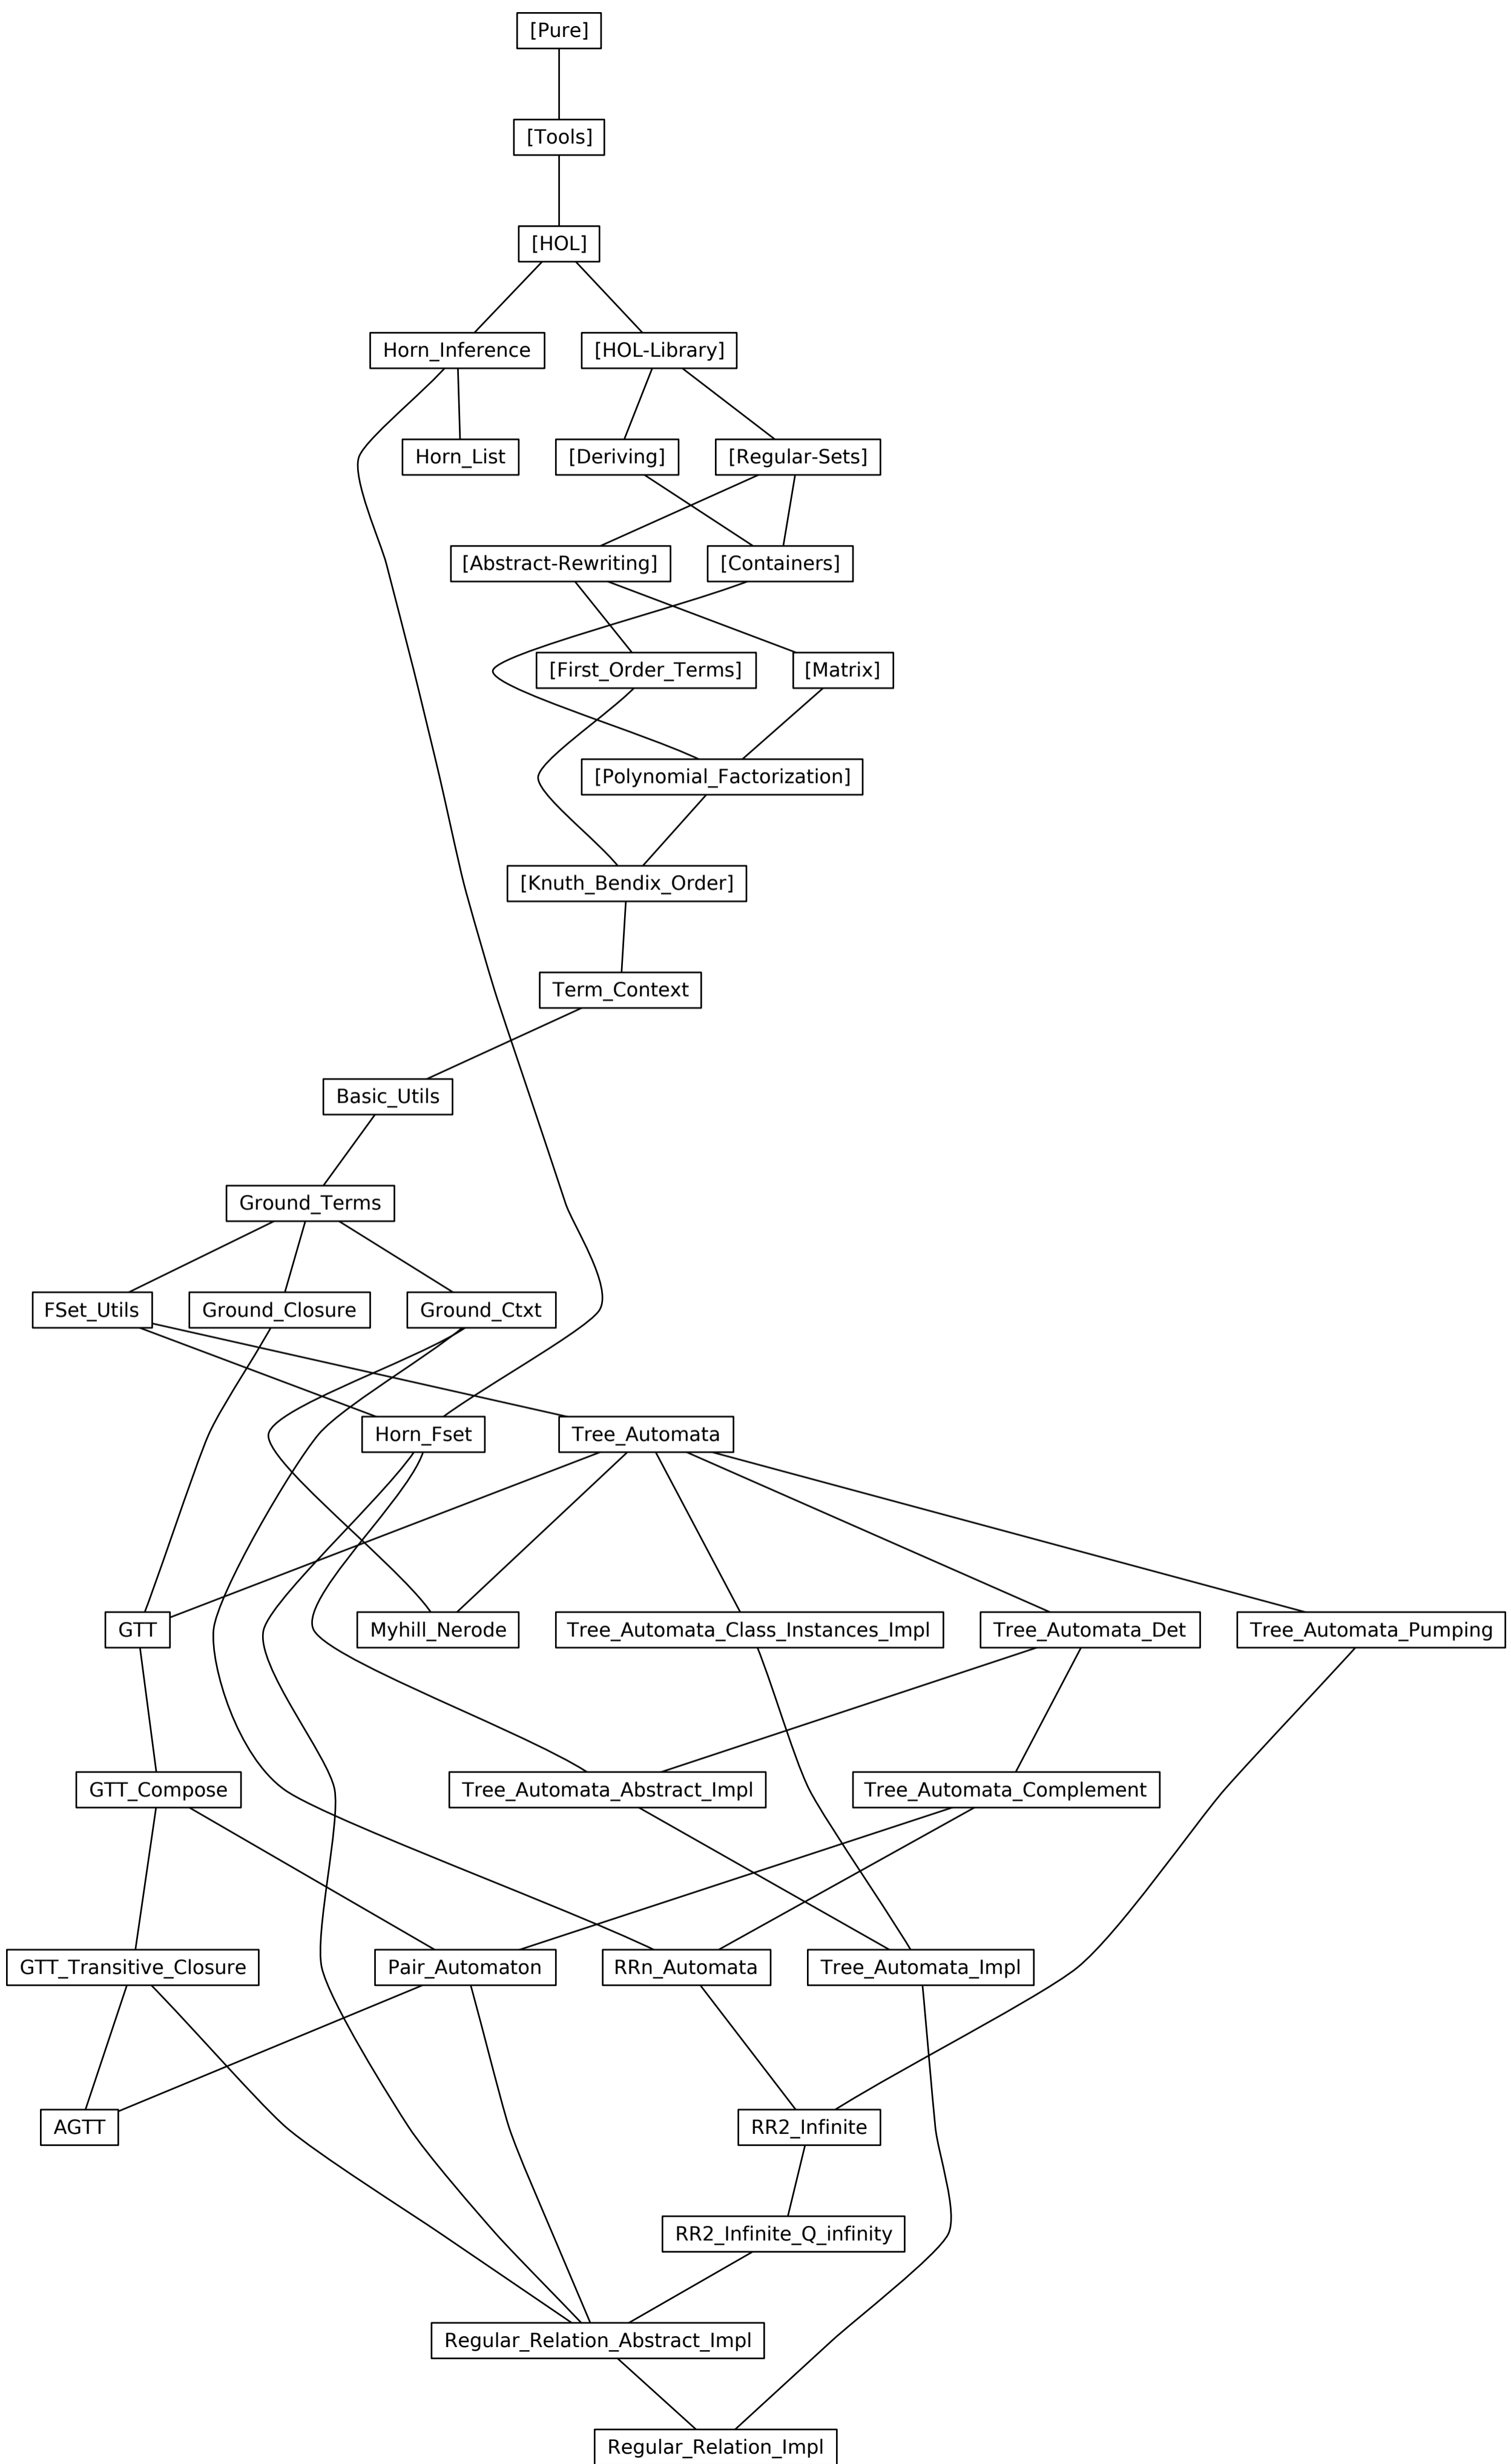 [Pure]
[Tools]
[HOL]
Horn_Inference
[HOL-Library]
Horn_List
[Deriving]
[Regular-Sets]
[Abstract-Rewriting]
[Containers]
[First_Order_Terms]
[Matrix]
[Polynomial_Factorization]
[Knuth_Bendix_Order]
Term_Context
Basic_Utils
Ground_Terms
FSet_Utils
Ground_Closure
Ground_Ctxt
Horn_Fset
Tree_Automata
GTT
Myhill_Nerode
Tree_Automata_Class_Instances_Impl
Tree_Automata_Det
Tree_Automata_Pumping
GTT_Compose
Tree_Automata_Abstract_Impl
Tree_Automata_Complement
GTT_Transitive_Closure
Pair_Automaton
RRn_Automata
Tree_Automata_Impl
AGTT
RR2_Infinite
RR2_Infinite_Q_infinity
Regular_Relation_Abstract_Impl
Regular_Relation_Impl